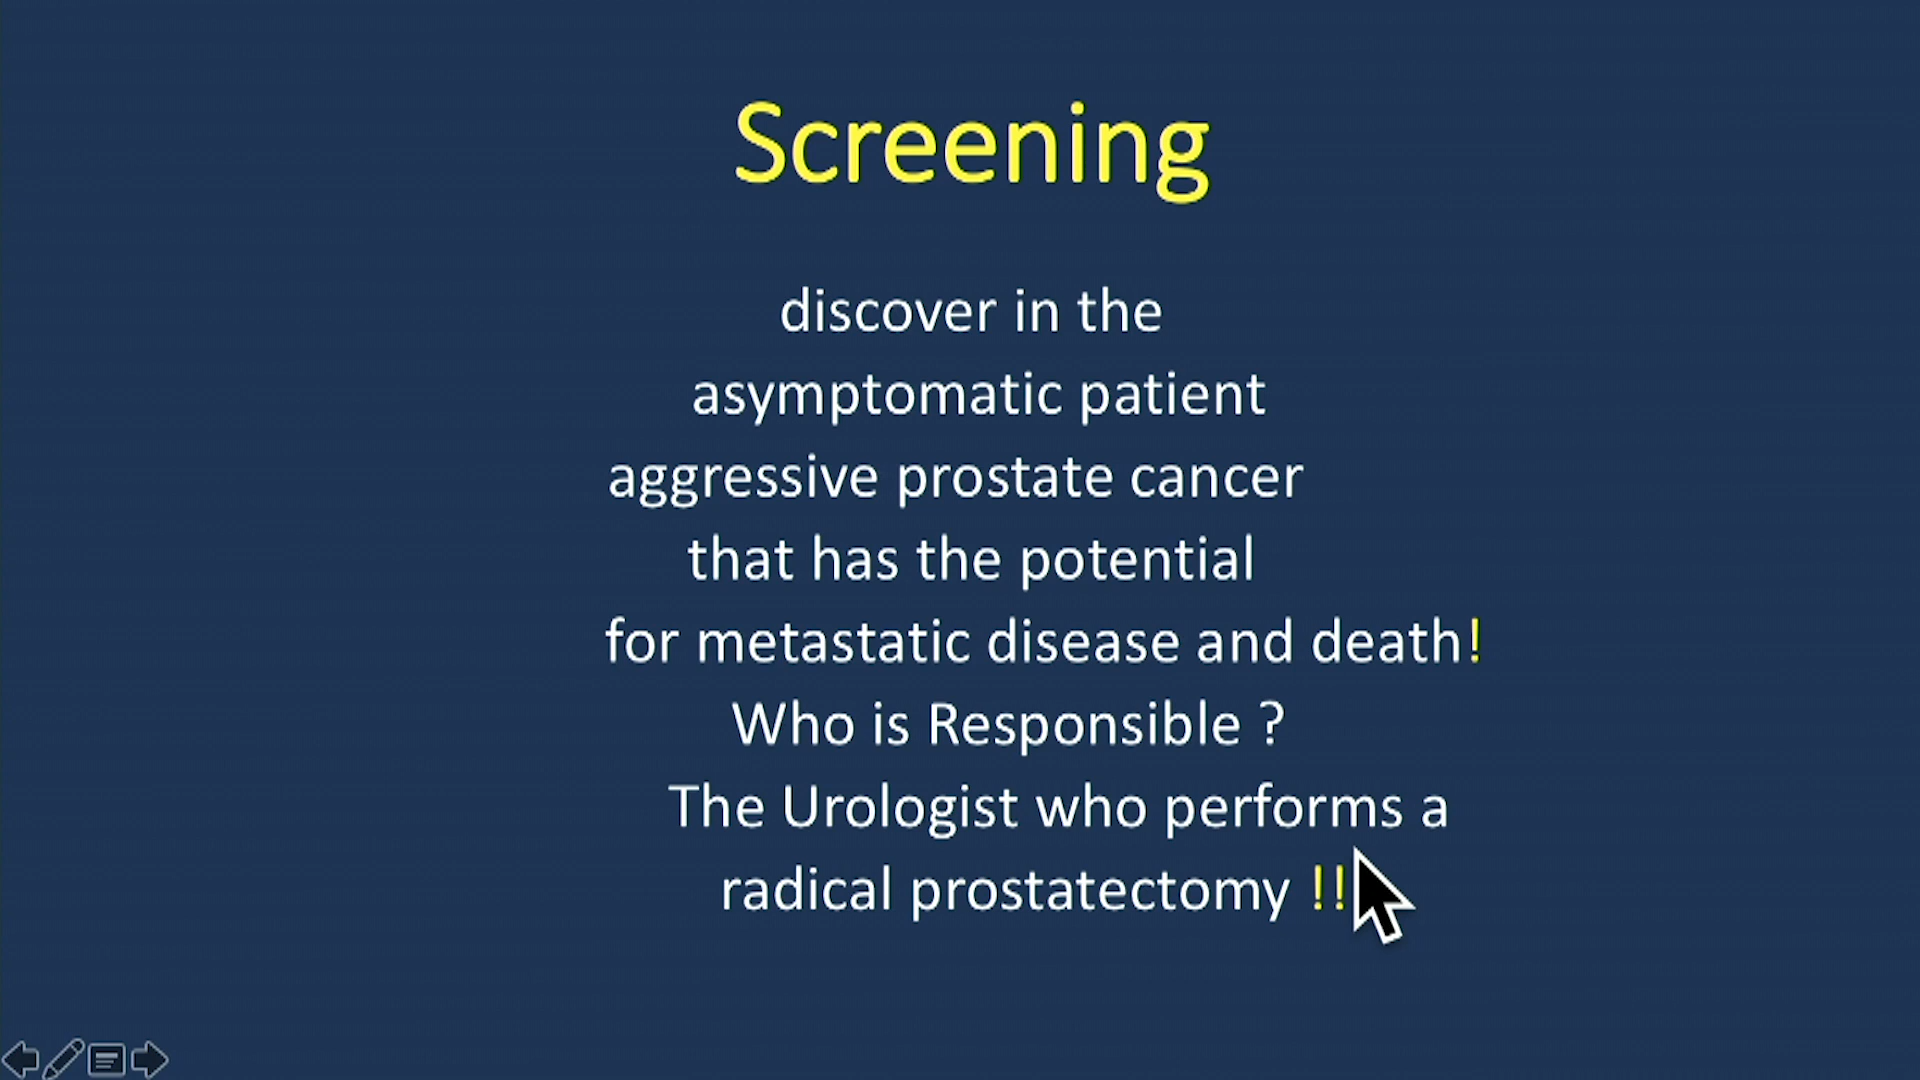 Screening
discover in the
asymptomatic patient
aggressive prostate cancer
that has the potential
for metastatic disease and death!
Who is Responsible ?
The Urologist who performs a
radical prostatectomy !!